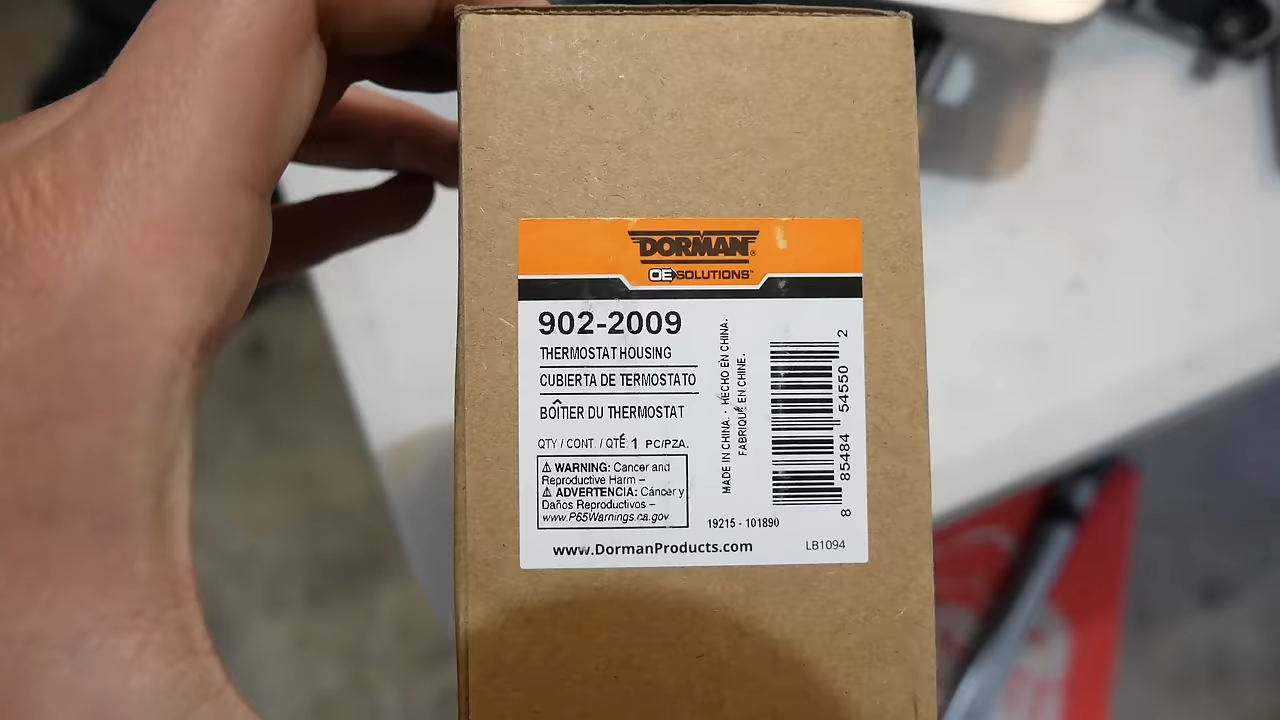 DORMAN®
OE SOLUTIONS™
902-2009
THERMOSTAT HOUSING
CUBIERTA DE TERMOSTATO
BOÎTIER DU THERMOSTAT
QTY / CONT. / QTÉ: 1 PC/PZA.
⚠ WARNING: Cancer and
Reproductive Harm –
⚠ ADVERTENCIA: Cáncer y
Daños Reproductivos –
www.P65Warnings.ca.gov
MADE IN CHINA. · HECHO EN CHINA.
FABRIQUÉ EN CHINE.
8 85484 54550 2
19215 - 101890
www.DormanProducts.com
LB1094